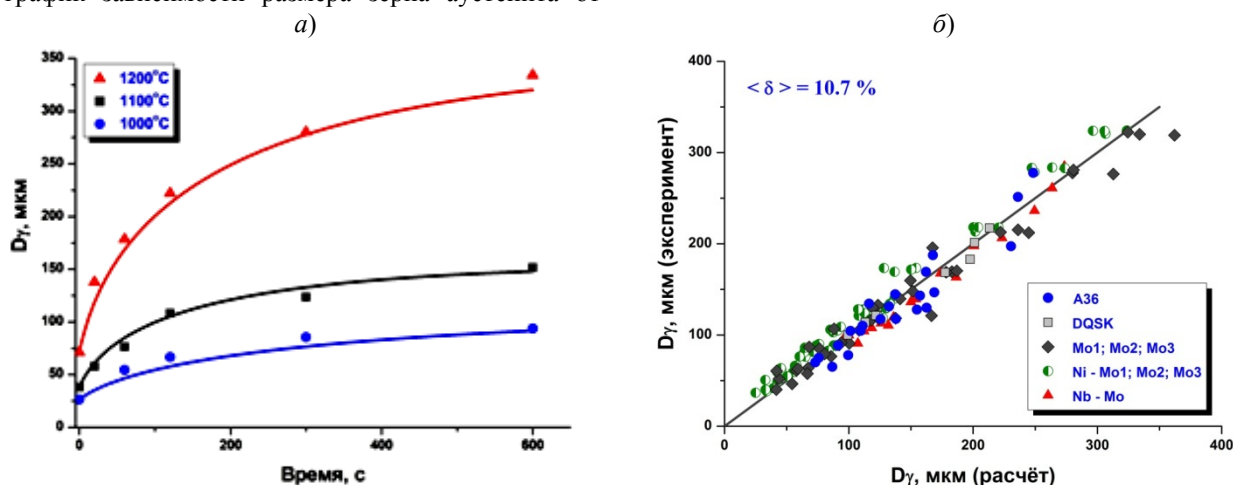 график зависимости размера зерна аустенита от
а)
б)
350
300
250
200
150
100
50
0
0
200
400
600
Dγ, мкм
Время, с
1200°C
1100°C
1000°C
400
300
200
100
0
0
100
200
300
400
Dγ, мкм (эксперимент)
Dγ, мкм (расчёт)
< δ > = 10.7 %
A36
DQSK
Mo1; Mo2; Mo3
Ni - Mo1; Mo2; Mo3
Nb - Mo